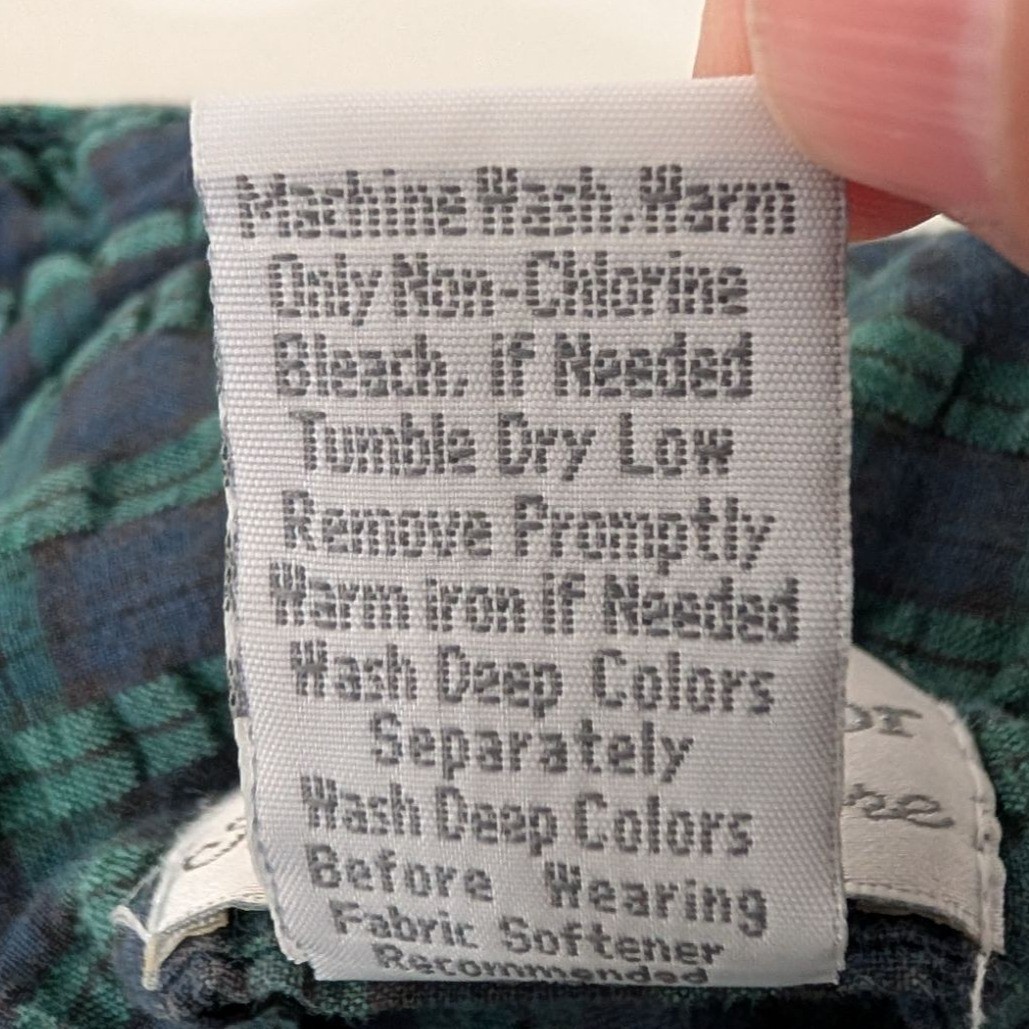 Machine Wash. Warm
Only Non-Chlorine
Bleach, if Needed
Tumble Dry Low
Remove Promptly
Warm iron if Needed
Wash Deep Colors
Separately
Wash Deep Colors
Before Wearing
Fabric Softener
Recommended